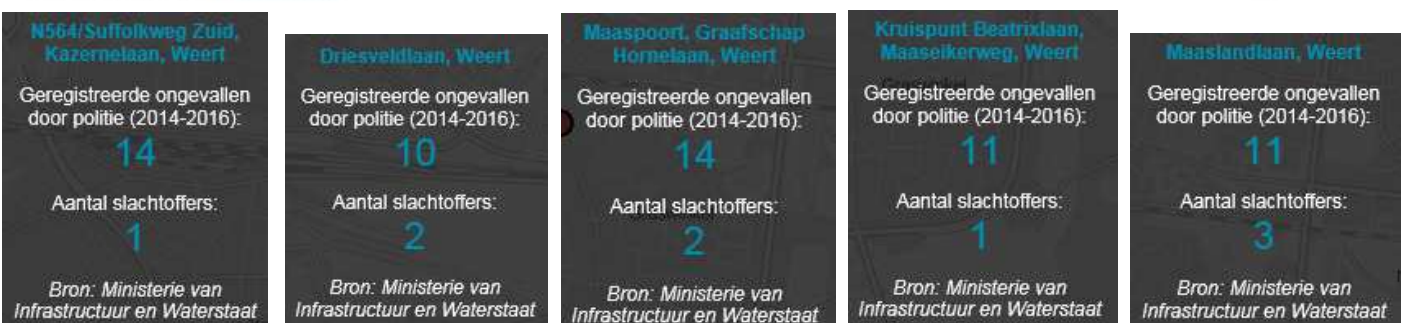 N564/Suffolkweg Zuid,
Kazernelaan, Weert
Geregistreerde ongevallen
door politie (2014-2016):
14
Aantal slachtoffers:
1
Bron: Ministerie van
Infrastructuur en Waterstaat
Driesveldlaan, Weert
Geregistreerde ongevallen
door politie (2014-2016):
10
Aantal slachtoffers:
2
Bron: Ministerie van
Infrastructuur en Waterstaat
Maaspoort, Graafschap
Hornelaan, Weert
Geregistreerde ongevallen
door politie (2014-2016):
14
Aantal slachtoffers:
2
Bron: Ministerie van
Infrastructuur en Waterstaat
Kruispunt Beatrixlaan,
Maaseikerweg, Weert
Geregistreerde ongevallen
door politie (2014-2016):
11
Aantal slachtoffers:
1
Bron: Ministerie van
Infrastructuur en Waterstaat
Maaslandlaan, Weert
Geregistreerde ongevallen
door politie (2014-2016):
11
Aantal slachtoffers:
3
Bron: Ministerie van
Infrastructuur en Waterstaat